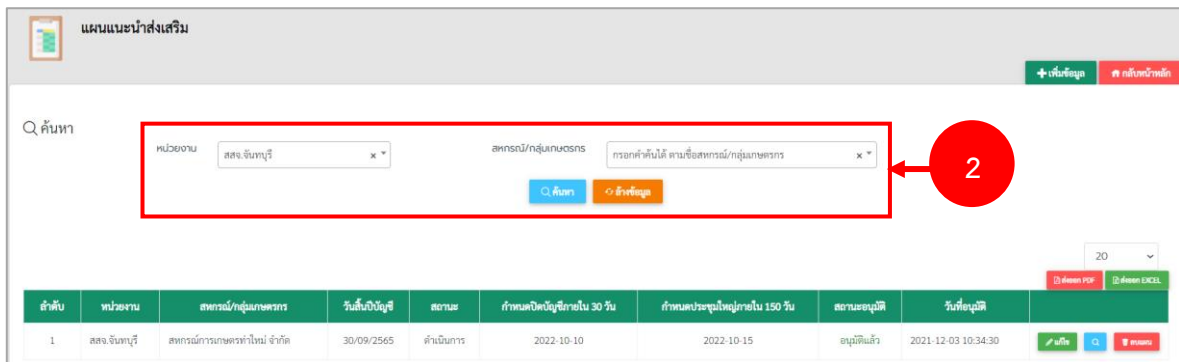 แผนแนะนำส่งเสริม
เพิ่มข้อมูล กลับหน้าหลัก
ค้นหา
หน่วยงาน สสจ.จันทบุรี สหกรณ์/กลุ่มเกษตรกร กรอกคำค้นได้ ตามชื่อสหกรณ์/กลุ่มเกษตรกร
2
ค้นหา ล้างข้อมูล
20
ส่งออก PDF ส่งออก EXCEL
ลำดับ หน่วยงาน สหกรณ์/กลุ่มเกษตรกร วันสิ้นปีบัญชี สถานะ กำหนดปิดบัญชีภายใน 30 วัน กำหนดประชุมใหญ่ภายใน 150 วัน สถานะอนุมัติ วันที่อนุมัติ
1 สสจ.จันทบุรี สหกรณ์การเกษตรท่าใหม่ จำกัด 30/09/2565 ดำเนินการ 2022-10-10 2022-10-15 อนุมัติแล้ว 2021-12-03 10:34:30 แก้ไข ลบแผน